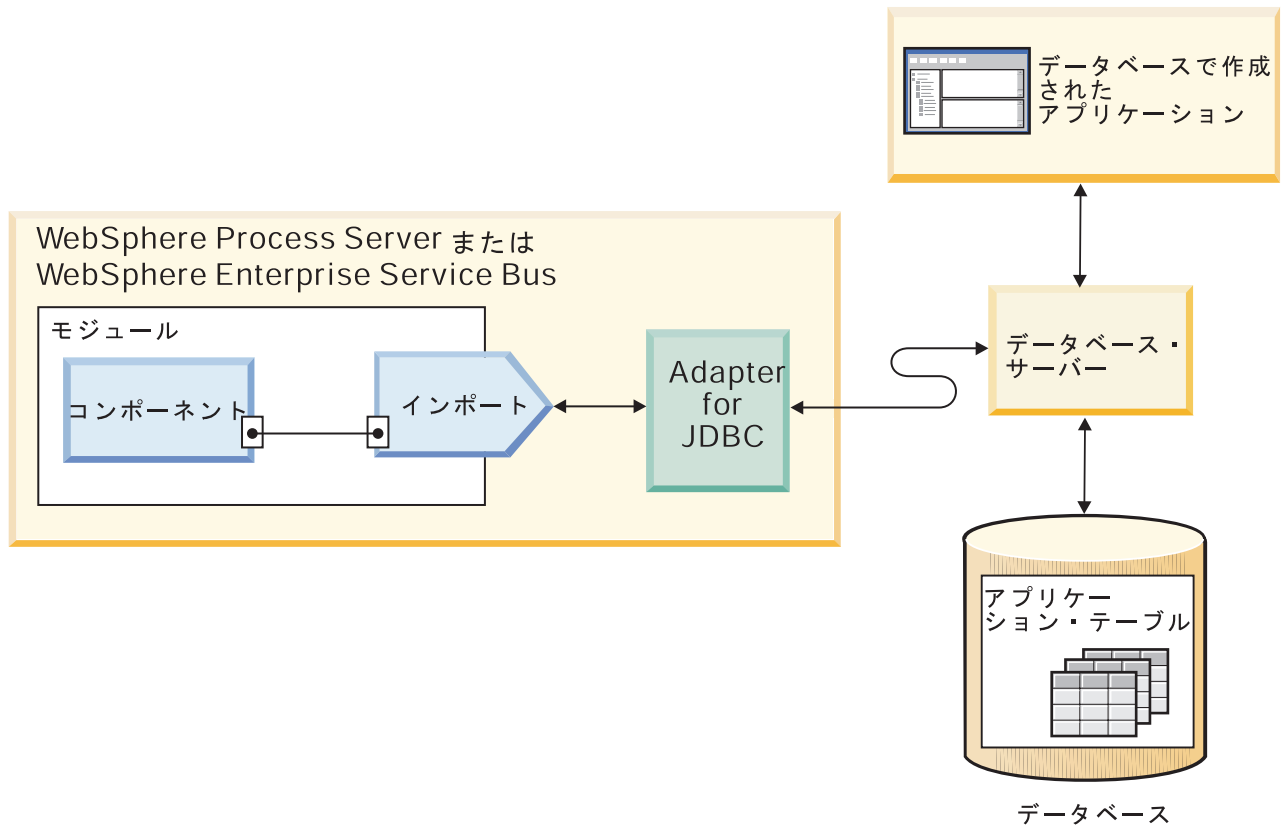 データベースで作成
された
アプリケーション
WebSphere Process Server または
WebSphere Enterprise Service Bus
モジュール
コンポーネント
インポート
Adapter
for
JDBC
データベース・
サーバー
アプリケー
ション・テーブル
データベース